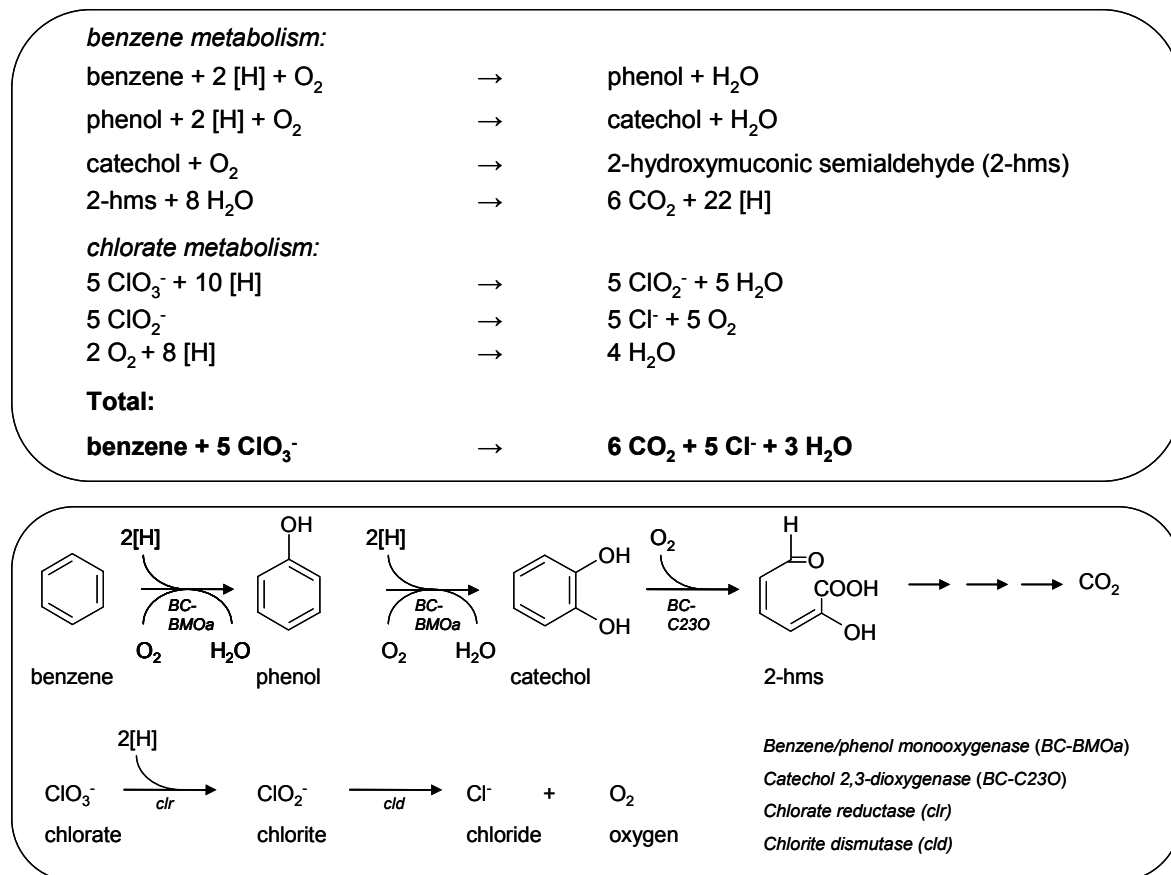 benzene metabolism:
benzene + 2 [H] + O₂ → phenol + H₂O
phenol + 2 [H] + O₂ → catechol + H₂O
catechol + O₂ → 2-hydroxymuconic semialdehyde (2-hms)
2-hms + 8 H₂O → 6 CO₂ + 22 [H]
chlorate metabolism:
5 ClO₃⁻ + 10 [H] → 5 ClO₂⁻ + 5 H₂O
5 ClO₂⁻ → 5 Cl⁻ + 5 O₂
2 O₂ + 8 [H] → 4 H₂O
Total:
benzene + 5 ClO₃⁻ → 6 CO₂ + 5 Cl⁻ + 3 H₂O
2[H] OH 2[H] O₂ H
O
OH COOH CO₂
BC-BMOa BC-BMOa OH BC-C23O OH
O₂ H₂O O₂ H₂O
benzene phenol catechol 2-hms
2[H]
ClO₃⁻ clr ClO₂⁻ cld Cl⁻ + O₂
chlorate chlorite chloride oxygen
Benzene/phenol monooxygenase (BC-BMOa)
Catechol 2,3-dioxygenase (BC-C23O)
Chlorate reductase (clr)
Chlorite dismutase (cld)